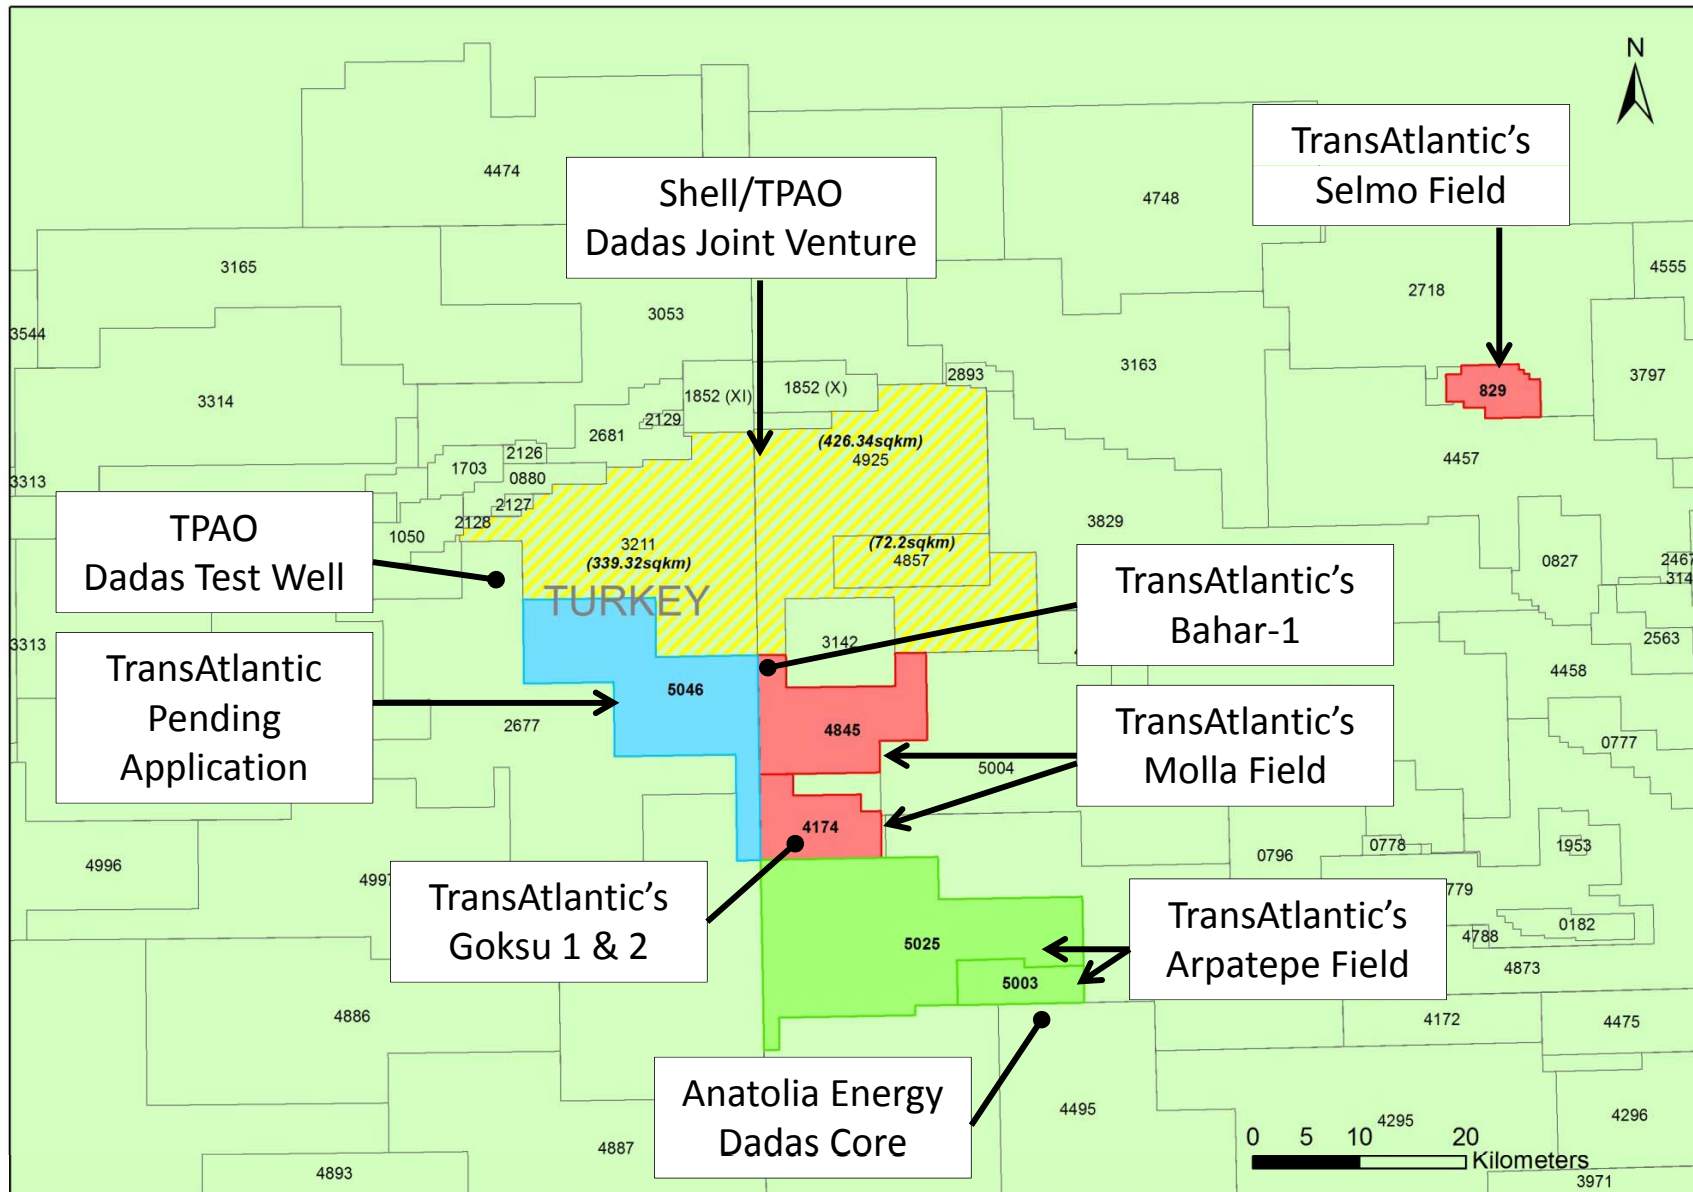 N
TransAtlantic's
Selmo Field
4474
Shell/TPAO
Dadas Joint Venture
4748
3165
4555
2718
3053
3544
3163
2893
1852 (X)
1852 (XI)
3797
829
3314
2129
2681
(426.34sqkm)
4925
2126
1703
0880
4457
3313
2127
2128
TPAO
Dadas Test Well
1050
3829
3211
(339.32sqkm)
(72.2sqkm)
4857
0827
2467
314
TransAtlantic's
Bahar-1
TURKEY
3313
3142
2563
4458
TransAtlantic
Pending
Application
5046
2677
4845
TransAtlantic's
Molla Field
0777
5004
4174
4996
4997
0796
0778
1953
779
TransAtlantic's
Goksu 1 & 2
TransAtlantic's
Arpatepe Field
0182
4788
5025
4873
5003
4886
4172
4475
Anatolia Energy
Dadas Core
4495
4295
4296
4887
4893
0 5 10 20
Kilometers
3971